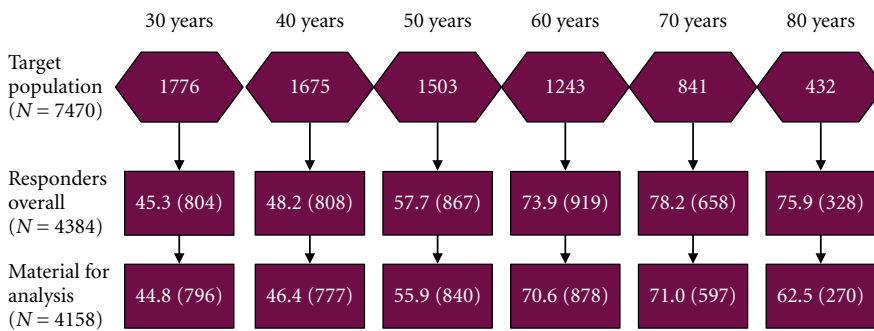 30 years 40 years 50 years 60 years 70 years 80 years
Target
population
(N = 7470)
1776 1675 1503 1243 841 432
Responders
overall
(N = 4384)
45.3 (804) 48.2 (808) 57.7 (867) 73.9 (919) 78.2 (658) 75.9 (328)
Material for
analysis
(N = 4158)
44.8 (796) 46.4 (777) 55.9 (840) 70.6 (878) 71.0 (597) 62.5 (270)